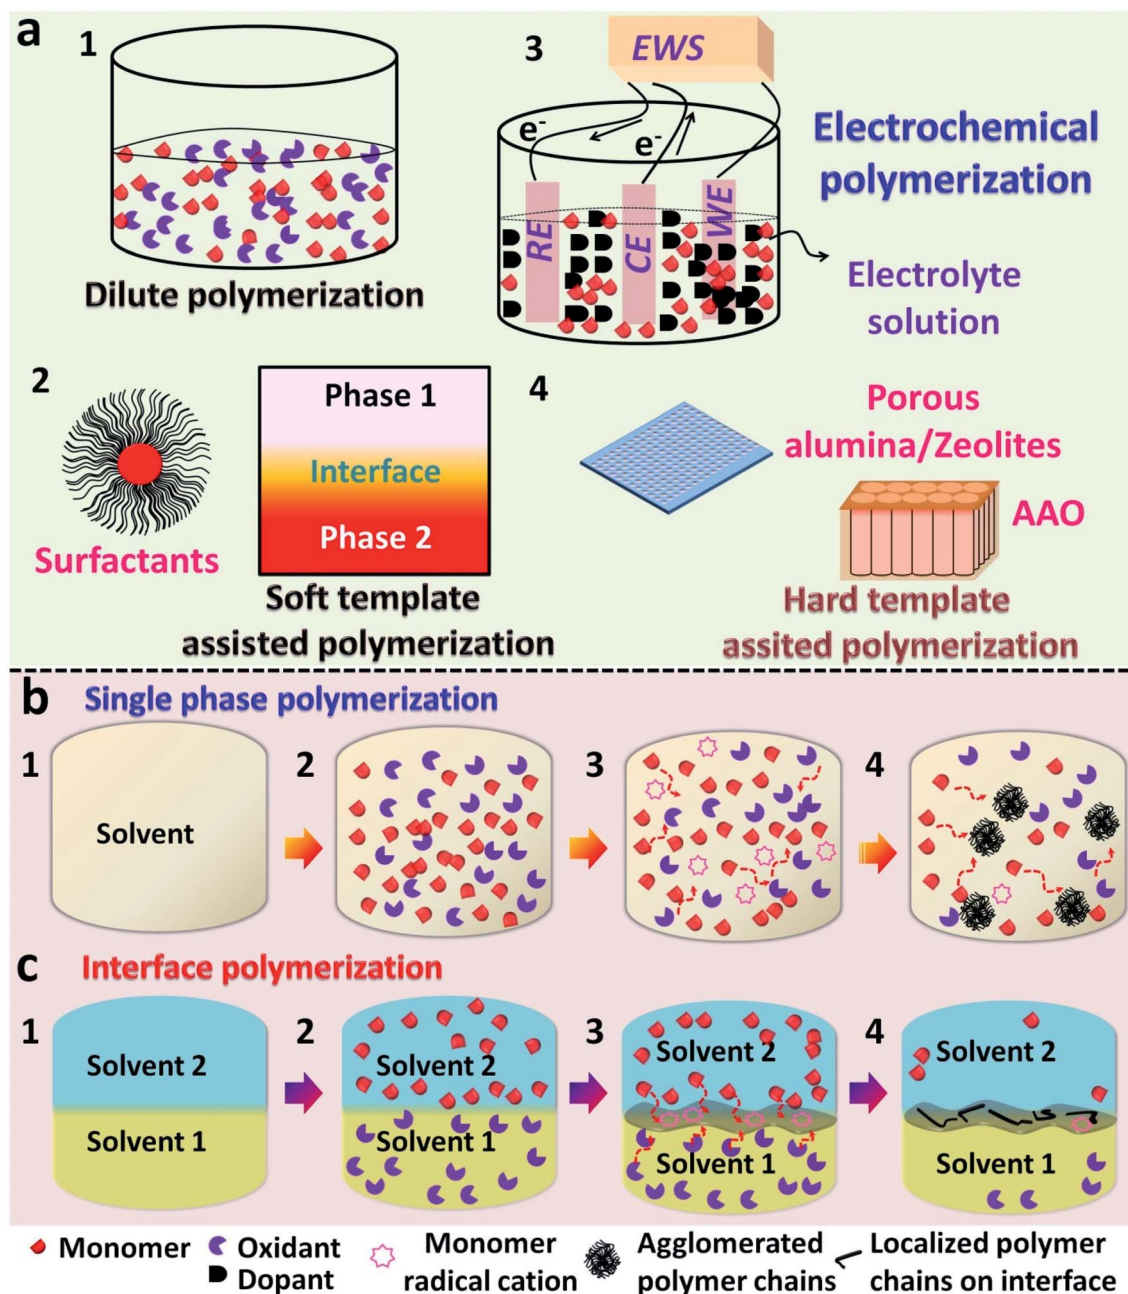 a
1
Dilute polymerization
3
EWS
e-
e-
RE
CE
WE
Electrochemical
polymerization
Electrolyte
solution
2
Surfactants
Phase 1
Interface
Phase 2
Soft template
assisted polymerization
4
Porous
alumina/Zeolites
AAO
Hard template
assited polymerization
b
Single phase polymerization
1
Solvent
2
3
4
c
Interface polymerization
1
Solvent 2
Solvent 1
2
Solvent 2
Solvent 1
3
Solvent 2
Solvent 1
4
Solvent 2
Solvent 1
Monomer
Oxidant
Dopant
Monomer
radical cation
Agglomerated
polymer chains
Localized polymer
chains on interface